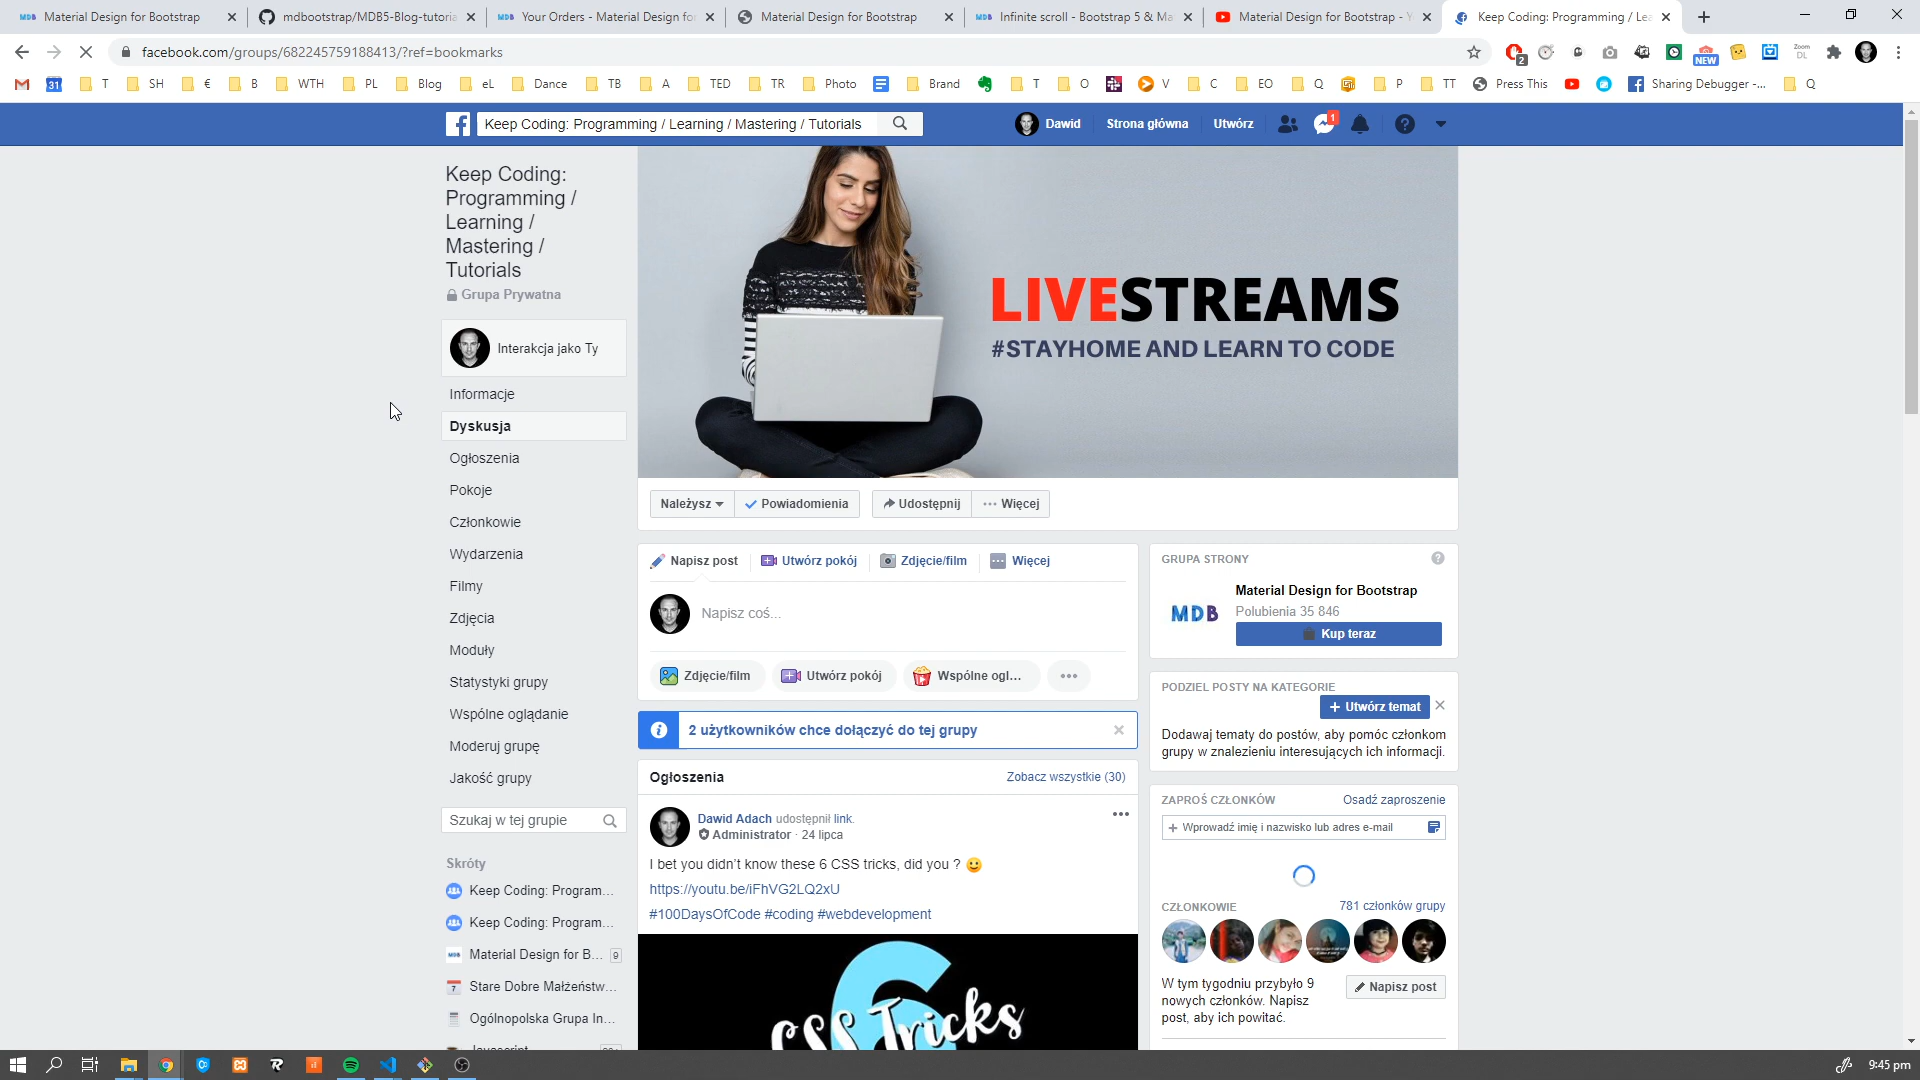 Material Design for Bootstrap
mdbootstrap/MDB5-Blog-tutoria
Your Orders - Material Design fo
Material Design for Bootstrap
Infinite scroll - Bootstrap 5 & Ma
Material Design for Bootstrap - Y
Keep Coding: Programming / Lea
facebook.com/groups/682245759188413/?ref=bookmarks
2
NEW
Zoom
DL
31
T
SH
€
B
WTH
PL
Blog
eL
Dance
TB
A
TED
TR
Photo
Brand
T
O
V
C
EO
Q
P
TT
Press This
Sharing Debugger -...
Q
Keep Coding: Programming / Learning / Mastering / Tutorials
Dawid
Strona główna
Utwórz
1
Keep Coding:
Programming /
Learning /
Mastering /
Tutorials
Grupa Prywatna
Interakcja jako Ty
Informacje
Dyskusja
Ogłoszenia
Pokoje
Członkowie
Wydarzenia
Filmy
Zdjęcia
Moduły
Statystyki grupy
Wspólne oglądanie
Moderuj grupę
Jakość grupy
Szukaj w tej grupie
Skróty
Keep Coding: Program...
Keep Coding: Program...
Material Design for B... 9
Stare Dobre Małżeństw...
Ogólnopolska Grupa In...
LIVESTREAMS
#STAYHOME AND LEARN TO CODE
Należysz
Powiadomienia
Udostępnij
Więcej
Napisz post
Utwórz pokój
Zdjęcie/film
Więcej
Napisz coś...
Zdjęcie/film
Utwórz pokój
Wspólne ogl...
2 użytkowników chce dołączyć do tej grupy
Ogłoszenia
Zobacz wszystkie (30)
Dawid Adach udostępnił link.
Administrator · 24 lipca
I bet you didn't know these 6 CSS tricks, did you ?
https://youtu.be/iFhVG2LQ2xU
#100DaysOfCode #coding #webdevelopment
6
CSS Tricks
GRUPA STRONY
MDB
Material Design for Bootstrap
Polubienia 35 846
Kup teraz
PODZIEL POSTY NA KATEGORIE
+ Utwórz temat
Dodawaj tematy do postów, aby pomóc członkom
grupy w znalezieniu interesujących ich informacji.
ZAPROŚ CZŁONKÓW
Osadź zaproszenie
+ Wprowadź imię i nazwisko lub adres e-mail
CZŁONKOWIE
781 członków grupy
W tym tygodniu przybyło 9
nowych członków. Napisz
post, aby ich powitać.
Napisz post
9:45 pm